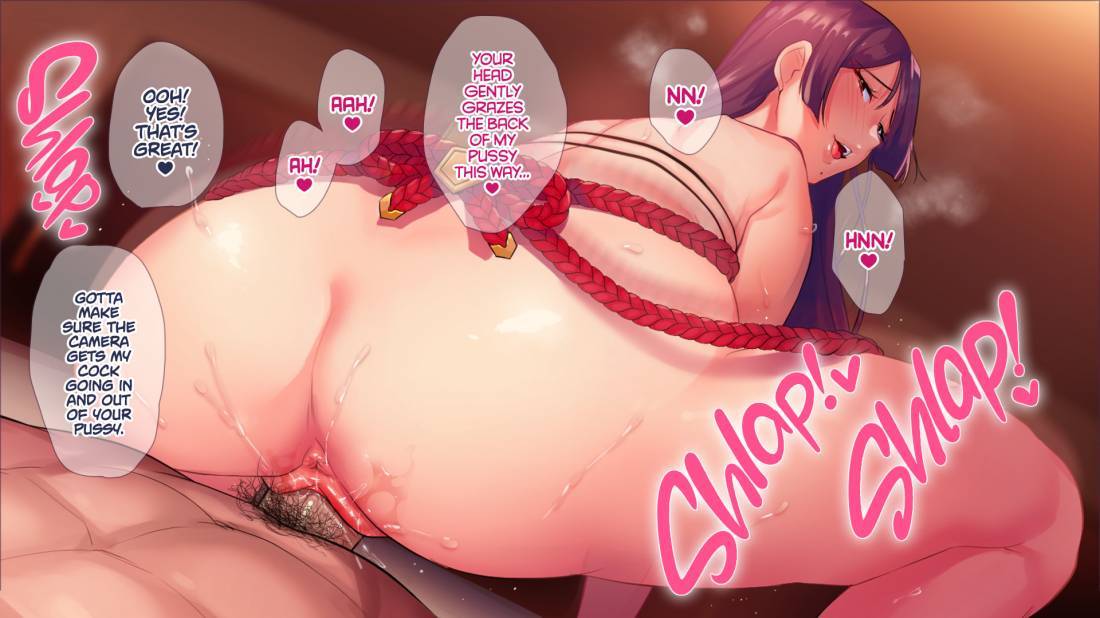 Shlap
OOH!
YES!
THAT'S
GREAT!
AH!
AAH!
YOUR
HEAD
GENTLY
GRAZES
THE BACK
OF MY
PUSSY
THIS WAY...
NN!
HNN!
GOTTA
MAKE
SURE THE
CAMERA
GETS MY
COCK
GOING IN
AND OUT
OF YOUR
PUSSY.
Shlap!
Shlap!